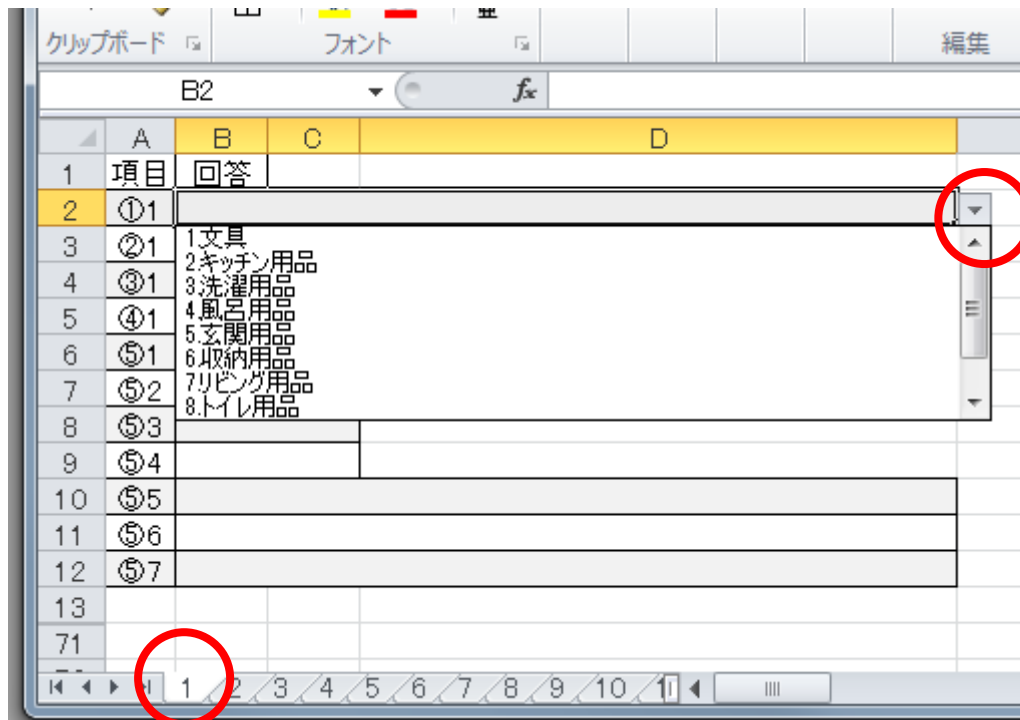 クリップボード フォント 編集
B2 fx
A B C D
1 項目 回答
2 ①1
3 ②1
4 ③1
5 ④1
6 ⑤1
7 ⑤2
8 ⑤3
9 ⑤4
10 ⑤5
11 ⑤6
12 ⑤7
13
71
1.文具
2.キッチン用品
3.洗濯用品
4.風呂用品
5.玄関用品
6.収納用品
7.リビング用品
8.トイレ用品
1 2 3 4 5 6 7 8 9 10